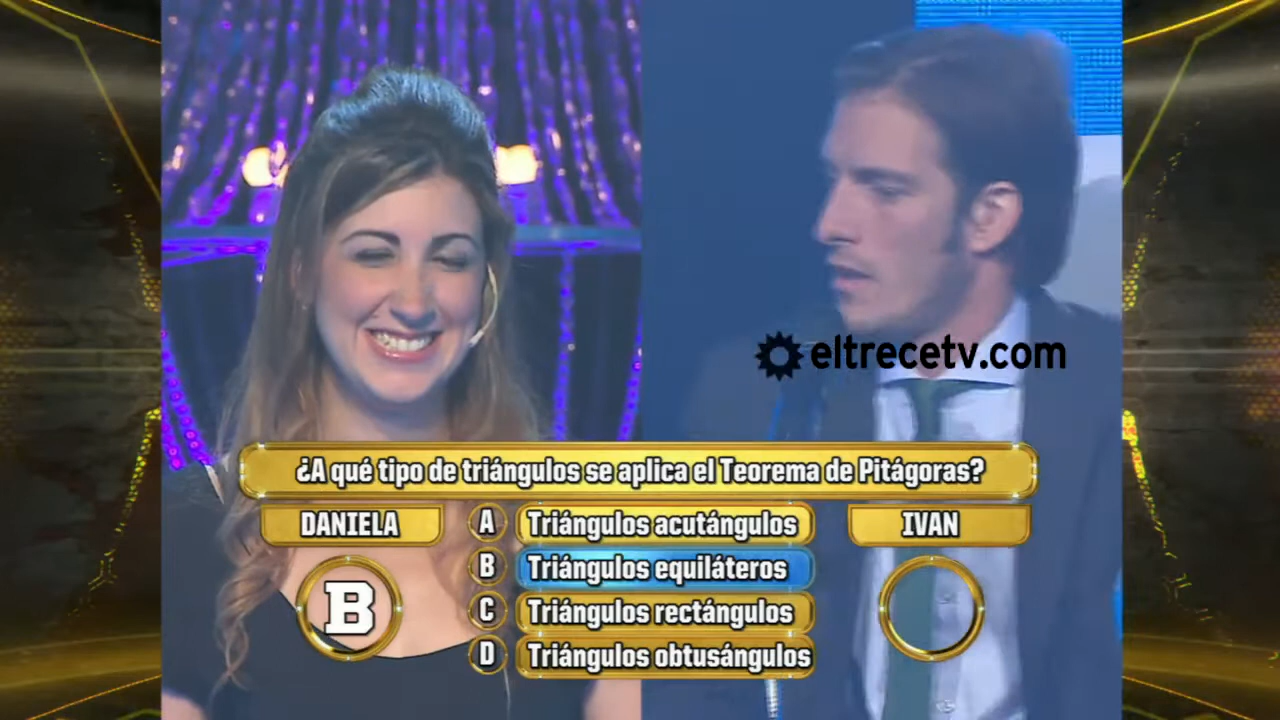 eltrecetv.com
¿A qué tipo de triángulos se aplica el Teorema de Pitágoras?
DANIELA
A Triángulos acutángulos
IVAN
B Triángulos equiláteros
B
C Triángulos rectángulos
D Triángulos obtusángulos